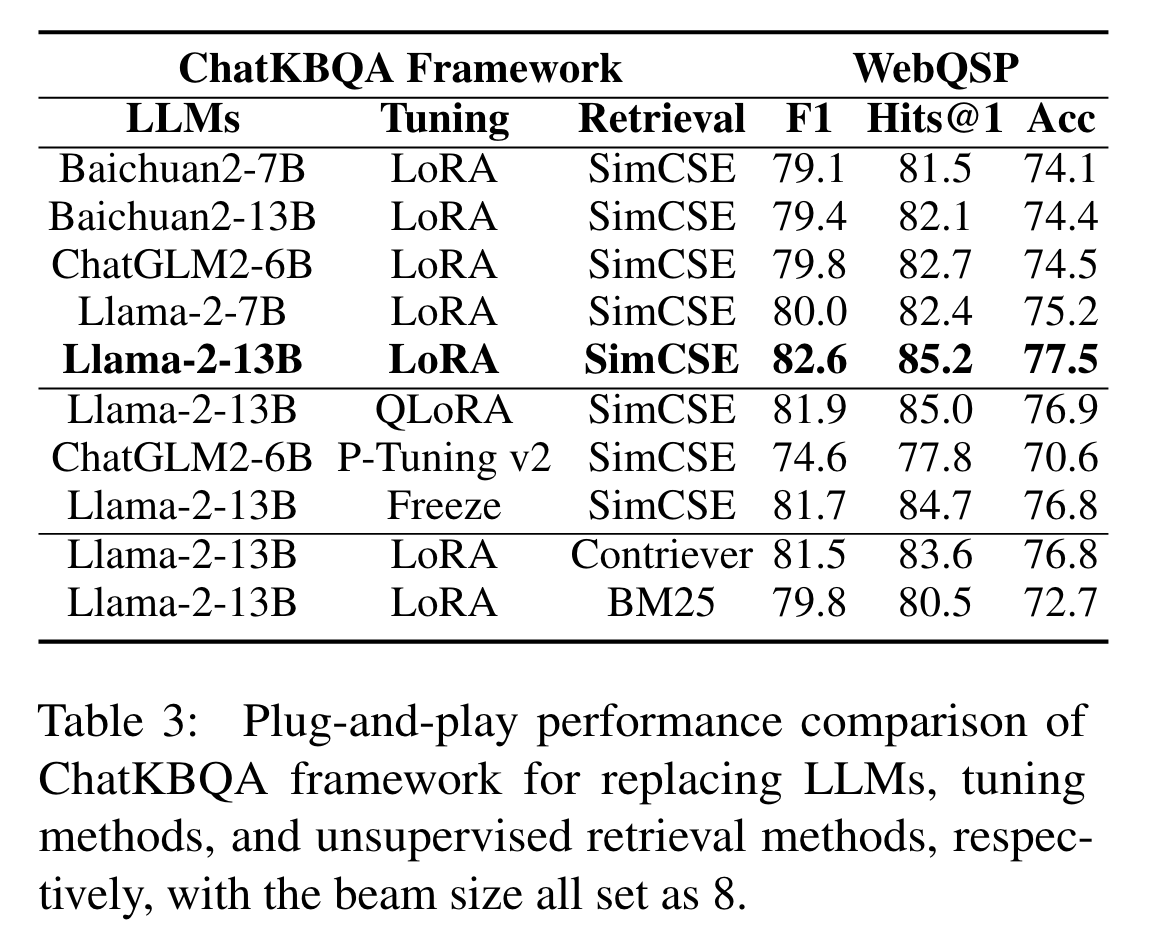 ChatKBQA Framework WebQSP
LLMs Tuning Retrieval F1 Hits@1 Acc
Baichuan2-7B LoRA SimCSE 79.1 81.5 74.1
Baichuan2-13B LoRA SimCSE 79.4 82.1 74.4
ChatGLM2-6B LoRA SimCSE 79.8 82.7 74.5
Llama-2-7B LoRA SimCSE 80.0 82.4 75.2
Llama-2-13B LoRA SimCSE 82.6 85.2 77.5
Llama-2-13B QLoRA SimCSE 81.9 85.0 76.9
ChatGLM2-6B P-Tuning v2 SimCSE 74.6 77.8 70.6
Llama-2-13B Freeze SimCSE 81.7 84.7 76.8
Llama-2-13B LoRA Contriever 81.5 83.6 76.8
Llama-2-13B LoRA BM25 79.8 80.5 72.7
Table 3: Plug-and-play performance comparison of
ChatKBQA framework for replacing LLMs, tuning
methods, and unsupervised retrieval methods, respec-
tively, with the beam size all set as 8.